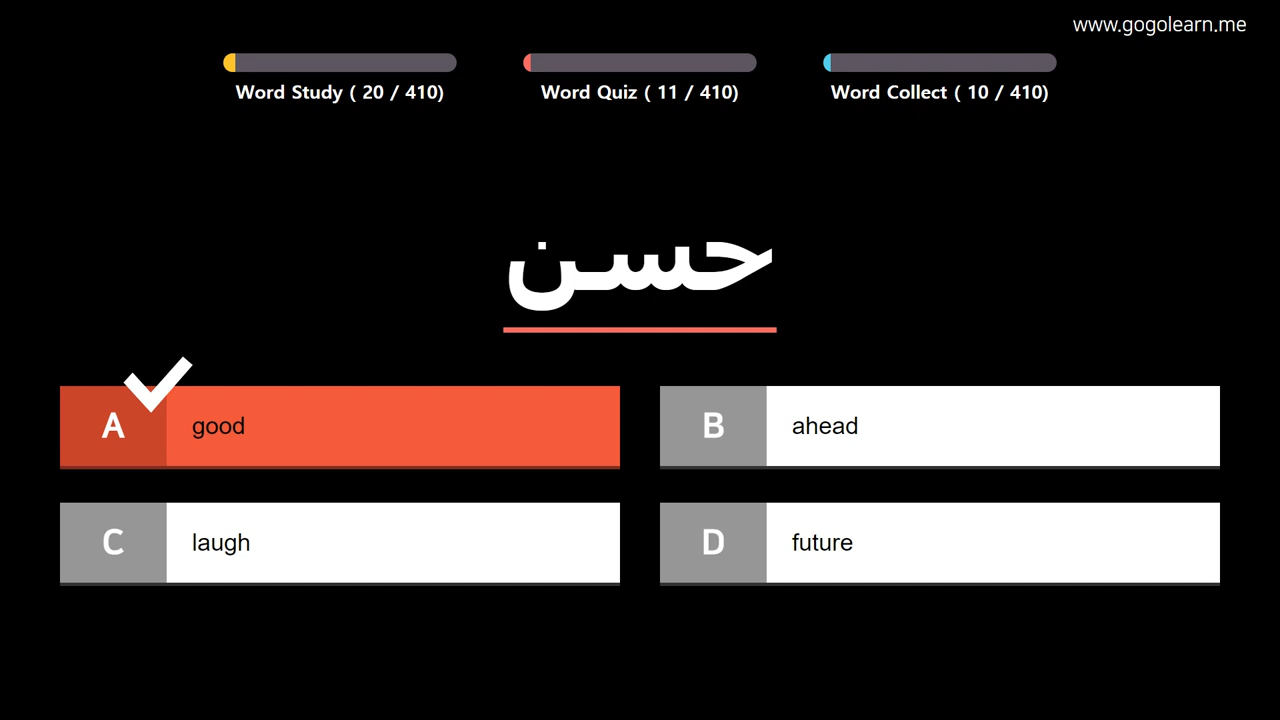 www.gogolearn.me
Word Study ( 20 / 410)
Word Quiz ( 11 / 410)
Word Collect ( 10 / 410)
حسن
A good
B ahead
C laugh
D future